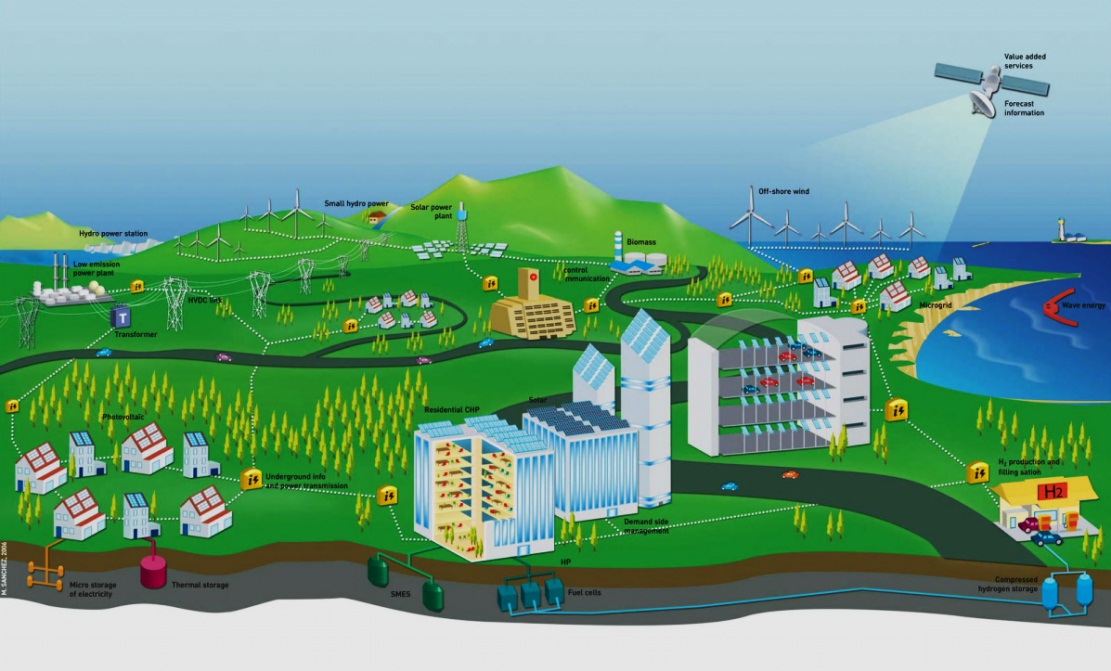 Value added
services
Forecast
information
Off-shore wind
Small hydro power
Solar power
plant
Hydro power station
Biomass
Low emission
power plant
control
mmunication
i
HVDC link
Microgrid
Wave energy
T
Transformer
i
i
i
i
i
i
i
Photovoltaic
Residential CHP
Solar
i
Underground info
and power transmission
i
i
H2 production and
filling sation
i
H2
Demand side
management
M. SANCHEZ, 2006
Micro storage
of electricity
Thermal storage
SMES
HP
Fuel cells
Compressed
hydrogen storage